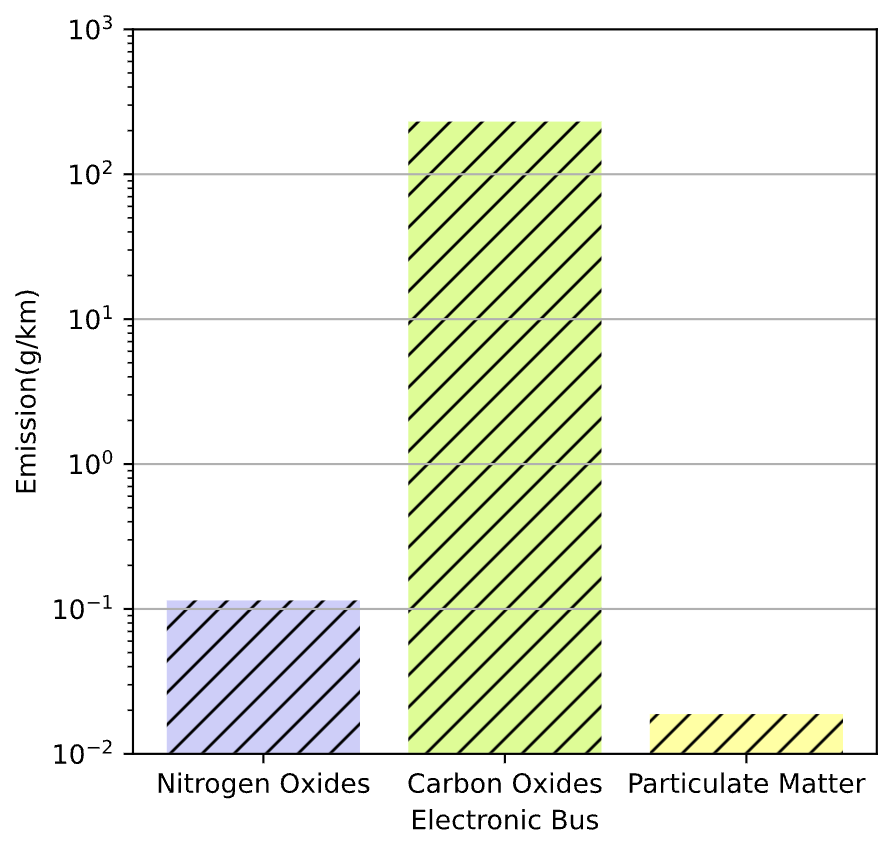 10³
10²
10¹
10⁰
10⁻¹
10⁻²
Emission(g/km)
Nitrogen Oxides Carbon Oxides Particulate Matter
Electronic Bus